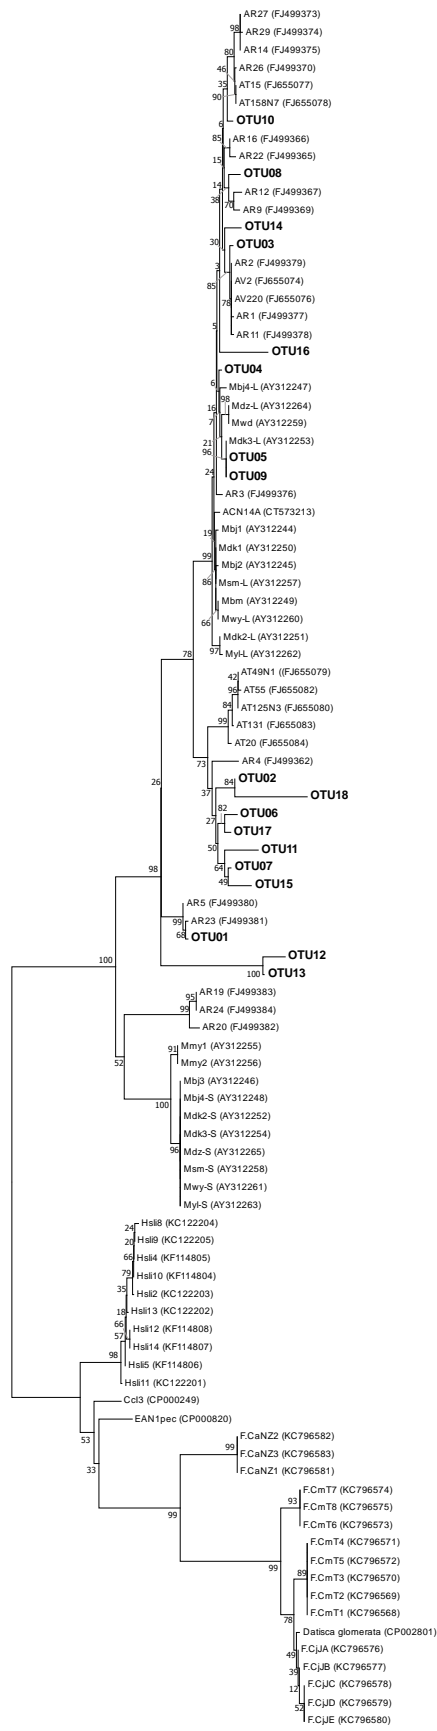 AR27 (FJ499373)
98
AR29 (FJ499374)
AR14 (FJ499375)
80
AR26 (FJ499370)
46
AT15 (FJ655077)
35
90
AT158N7 (FJ655078)
OTU10
6
AR16 (FJ499366)
85
AR22 (FJ499365)
15
OTU08
14
AR12 (FJ499367)
38
70
AR9 (FJ499369)
OTU14
30
OTU03
AR2 (FJ499379)
3
AV2 (FJ655074)
85
AV220 (FJ655076)
78
AR1 (FJ499377)
5
AR11 (FJ499378)
OTU16
OTU04
6
Mbj4-L (AY312247)
98
Mdz-L (AY312264)
16
7
Mwd (AY312259)
21
Mdk3-L (AY312253)
96
OTU05
24
OTU09
AR3 (FJ499376)
ACN14A (CT573213)
19
Mbj1 (AY312244)
Mdk1 (AY312250)
99
Mbj2 (AY312245)
86
Msm-L (AY312257)
Mbm (AY312249)
66
Mwy-L (AY312260)
Mdk2-L (AY312251)
97
Myl-L (AY312262)
78
AT49N1 ((FJ655079)
42
AT55 (FJ655082)
96
AT125N3 (FJ655080)
84
AT131 (FJ655083)
99
AT20 (FJ655084)
AR4 (FJ499362)
73
OTU02
84
26
37
OTU18
82
OTU06
27
OTU17
50
OTU11
64
OTU07
49
OTU15
98
AR5 (FJ499380)
99
AR23 (FJ499381)
68
OTU01
OTU12
100
OTU13
100
AR19 (FJ499383)
95
AR24 (FJ499384)
99
AR20 (FJ499382)
52
Mmy1 (AY312255)
91
Mmy2 (AY312256)
Mbj3 (AY312246)
100
Mbj4-S (AY312248)
Mdk2-S (AY312252)
Mdk3-S (AY312254)
96
Mdz-S (AY312265)
Msm-S (AY312258)
Mwy-S (AY312261)
Myl-S (AY312263)
Hsli8 (KC122204)
24
Hsli9 (KC122205)
20
Hsli4 (KF114805)
66
Hsli10 (KF114804)
79
Hsli2 (KC122203)
35
Hsli13 (KC122202)
18
Hsli12 (KF114808)
66
57
Hsli14 (KF114807)
Hsli5 (KF114806)
98
Hsli11 (KC122201)
CcI3 (CP000249)
EAN1pec (CP000820)
53
F.CaNZ2 (KC796582)
99
F.CaNZ3 (KC796583)
33
F.CaNZ1 (KC796581)
F.CmT7 (KC796574)
93
F.CmT8 (KC796575)
99
F.CmT6 (KC796573)
F.CmT4 (KC796571)
F.CmT5 (KC796572)
99
89
F.CmT3 (KC796570)
F.CmT2 (KC796569)
F.CmT1 (KC796568)
78
Datisca glomerata (CP002801)
F.CjJA (KC796576)
49
F.CjJB (KC796577)
39
F.CjJC (KC796578)
12
F.CjJD (KC796579)
52
F.CjJE (KC796580)